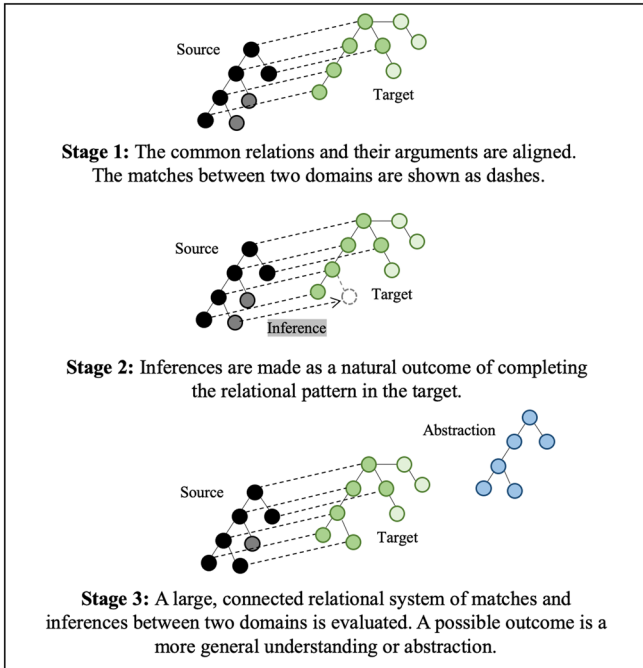 Source
Target
Stage 1: The common relations and their arguments are aligned.
The matches between two domains are shown as dashes.
Source
Target
Inference
Stage 2: Inferences are made as a natural outcome of completing
the relational pattern in the target.
Abstraction
Source
Target
Stage 3: A large, connected relational system of matches and
inferences between two domains is evaluated. A possible outcome is a
more general understanding or abstraction.